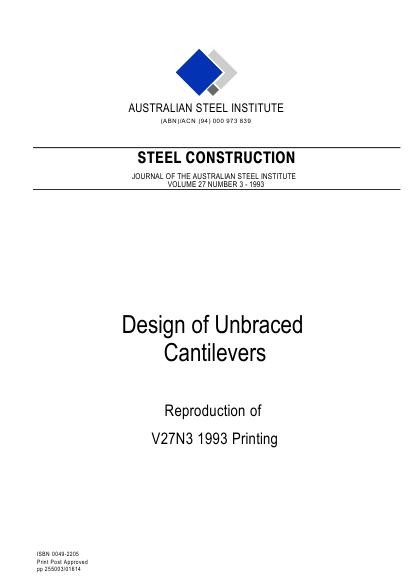 AUSTRALIAN STEEL INSTITUTE
(ABN)/ACN (94) 000 973 839
STEEL CONSTRUCTION
JOURNAL OF THE AUSTRALIAN STEEL INSTITUTE
VOLUME 27 NUMBER 3 - 1993
Design of Unbraced
Cantilevers
Reproduction of
V27N3 1993 Printing
ISBN 0049-2205
Print Post Approved
pp 255003/01614